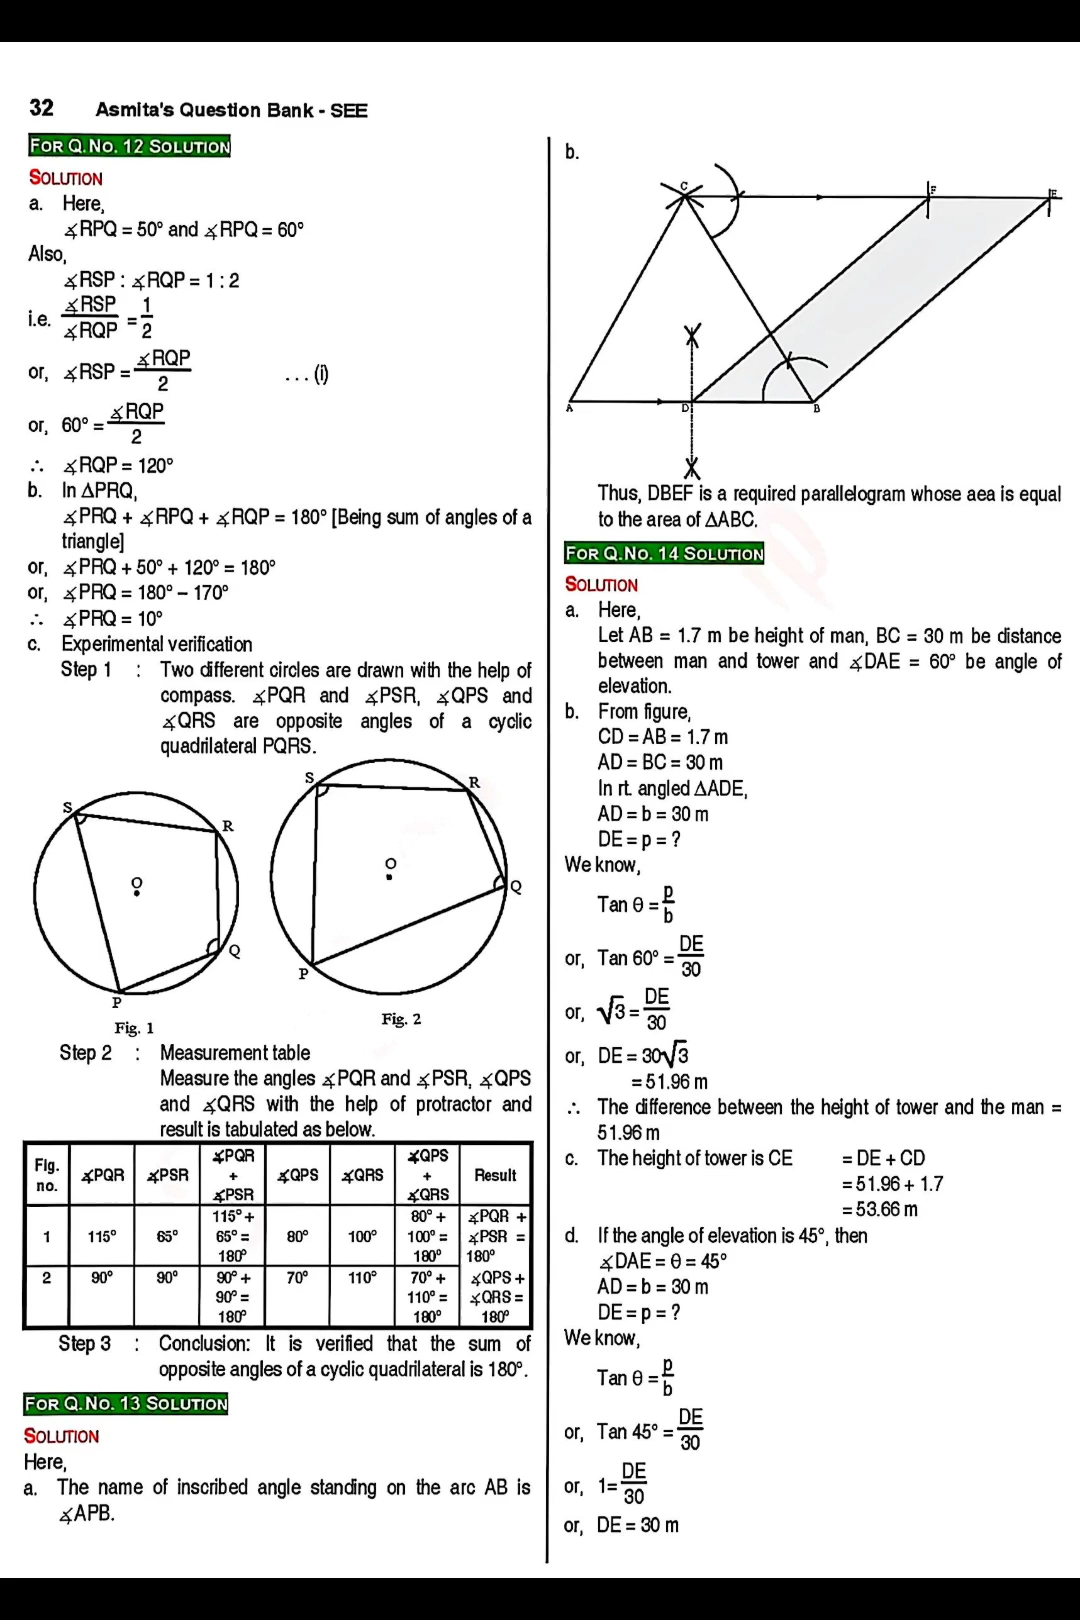 32 Asmita's Question Bank - SEE
FOR Q.NO. 12 SOLUTION
SOLUTION
a. Here,
∡RPQ = 50° and ∡RPQ = 60°
Also,
∡RSP : ∡RQP = 1 : 2
i.e. ∡RSP/∡RQP = 1/2
or, ∡RSP = ∡RQP/2 . . . (i)
or, 60° = ∡RQP/2
∴ ∡RQP = 120°
b. In ΔPRQ,
∡PRQ + ∡RPQ + ∡RQP = 180° [Being sum of angles of a
triangle]
or, ∡PRQ + 50° + 120° = 180°
or, ∡PRQ = 180° – 170°
∴ ∡PRQ = 10°
c. Experimental verification
Step 1 : Two different circles are drawn with the help of
compass. ∡PQR and ∡PSR, ∡QPS and
∡QRS are opposite angles of a cyclic
quadrilateral PQRS.
S
R
O
Q
P
Fig. 1
S
R
O
Q
P
Fig. 2
Step 2 : Measurement table
Measure the angles ∡PQR and ∡PSR, ∡QPS
and ∡QRS with the help of protractor and
result is tabulated as below.
Fig. no. ∡PQR ∡PSR ∡PQR + ∡PSR ∡QPS ∡QRS ∡QPS + ∡QRS Result
1 115° 65° 115° + 65° = 180° 80° 100° 80° + 100° = 180° ∡PQR + ∡PSR = 180°
2 90° 90° 90° + 90° = 180° 70° 110° 70° + 110° = 180° ∡QPS + ∡QRS = 180°
Step 3 : Conclusion: It is verified that the sum of
opposite angles of a cyclic quadrilateral is 180°.
FOR Q.NO. 13 SOLUTION
SOLUTION
Here,
a. The name of inscribed angle standing on the arc AB is
∡APB.
b.
C
F
E
A
D
B
Thus, DBEF is a required parallelogram whose aea is equal
to the area of ΔABC.
FOR Q.NO. 14 SOLUTION
SOLUTION
a. Here,
Let AB = 1.7 m be height of man, BC = 30 m be distance
between man and tower and ∡DAE = 60° be angle of
elevation.
b. From figure,
CD = AB = 1.7 m
AD = BC = 30 m
In rt. angled ΔADE,
AD = b = 30 m
DE = p = ?
We know,
Tan θ = p/b
or, Tan 60° = DE/30
or, √3 = DE/30
or, DE = 30√3
= 51.96 m
∴ The difference between the height of tower and the man =
51.96 m
c. The height of tower is CE = DE + CD
= 51.96 + 1.7
= 53.66 m
d. If the angle of elevation is 45°, then
∡DAE = θ = 45°
AD = b = 30 m
DE = p = ?
We know,
Tan θ = p/b
or, Tan 45° = DE/30
or, 1= DE/30
or, DE = 30 m